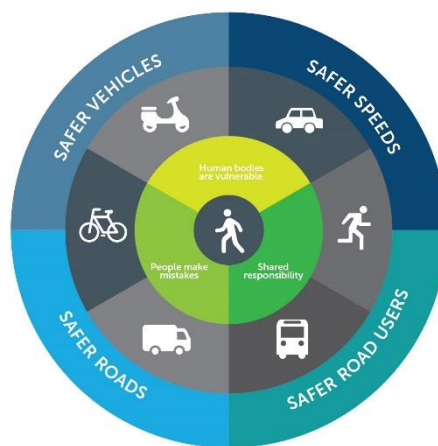 SAFER VEHICLES
SAFER SPEEDS
Human bodies
are vulnerable
People make
mistakes
Shared
responsibility
SAFER ROADS
SAFER ROAD USERS